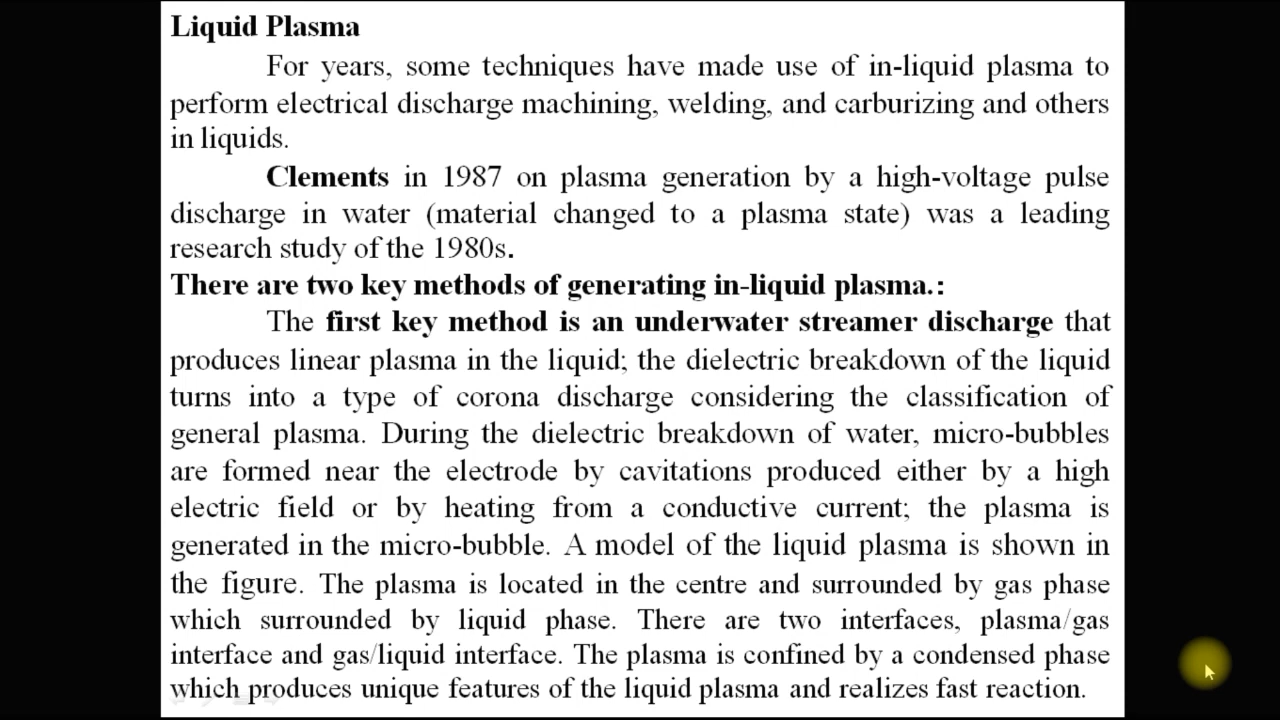 Liquid Plasma
For years, some techniques have made use of in-liquid plasma to
perform electrical discharge machining, welding, and carburizing and others
in liquids.
Clements in 1987 on plasma generation by a high-voltage pulse
discharge in water (material changed to a plasma state) was a leading
research study of the 1980s.
There are two key methods of generating in-liquid plasma.:
The first key method is an underwater streamer discharge that
produces linear plasma in the liquid; the dielectric breakdown of the liquid
turns into a type of corona discharge considering the classification of
general plasma. During the dielectric breakdown of water, micro-bubbles
are formed near the electrode by cavitations produced either by a high
electric field or by heating from a conductive current; the plasma is
generated in the micro-bubble. A model of the liquid plasma is shown in
the figure. The plasma is located in the centre and surrounded by gas phase
which surrounded by liquid phase. There are two interfaces, plasma/gas
interface and gas/liquid interface. The plasma is confined by a condensed phase
which produces unique features of the liquid plasma and realizes fast reaction.